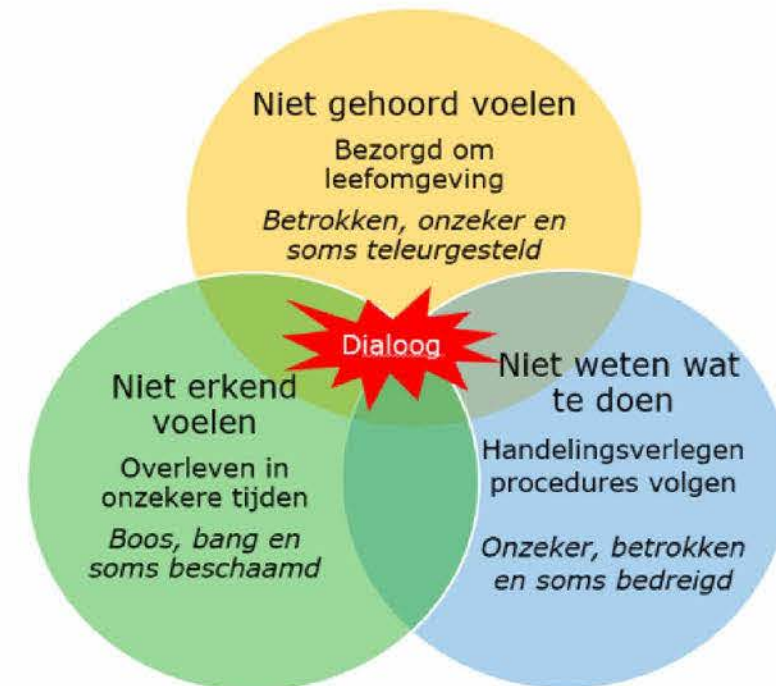 Niet gehoord voelen
Bezorgd om
leefomgeving
Betrokken, onzeker en
soms teleurgesteld
Dialoog
Niet erkend
voelen
Overleven in
onzekere tijden
Boos, bang en
soms beschaamd
Niet weten wat
te doen
Handelingsverlegen
procedures volgen
Onzeker, betrokken
en soms bedreigd